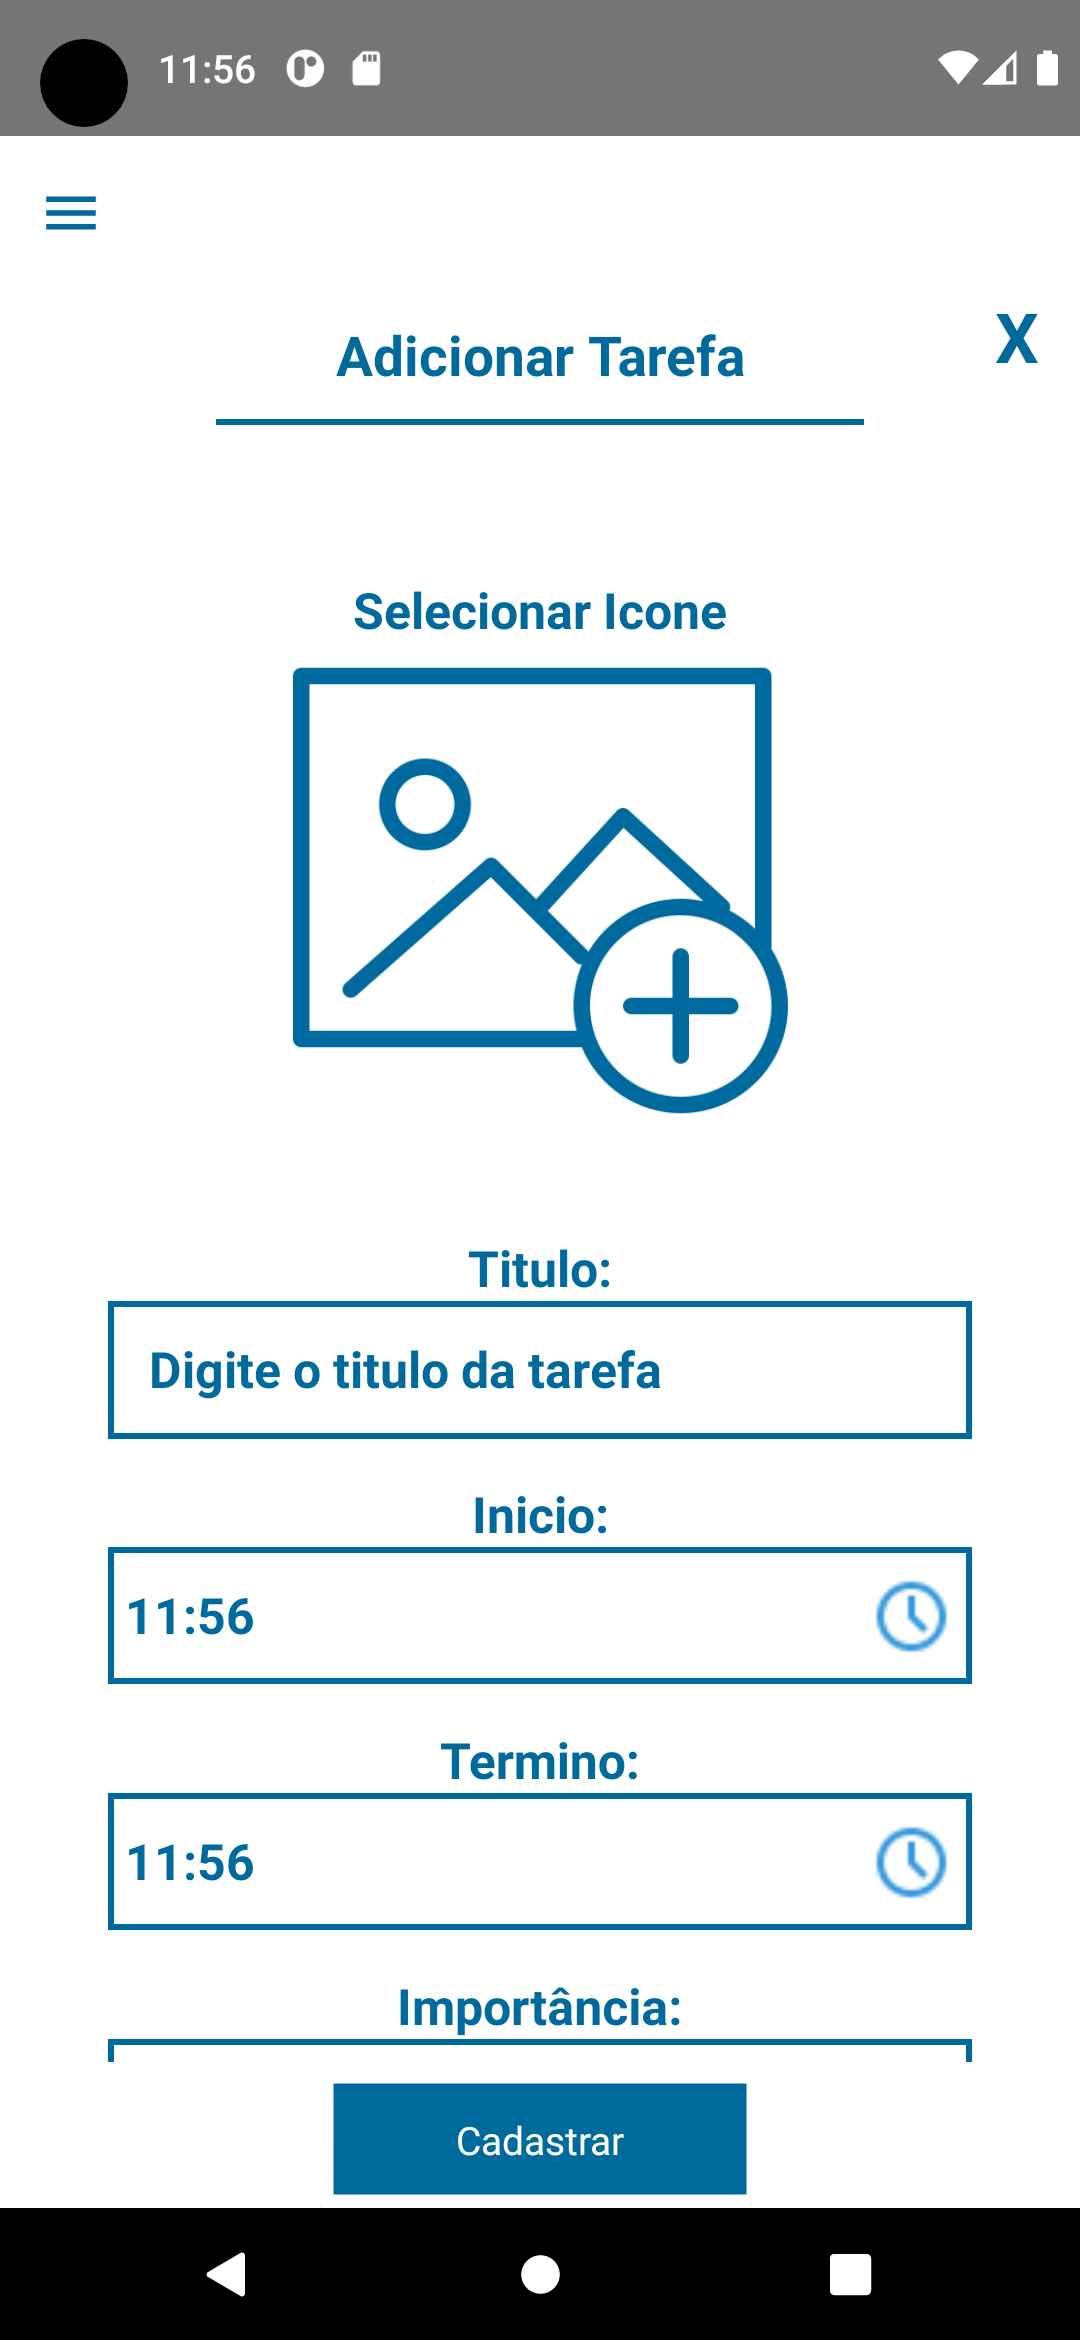 11:56
Adicionar Tarefa
X
Selecionar Icone
Titulo:
Digite o titulo da tarefa
Inicio:
11:56
Termino:
11:56
Importância:
Cadastrar